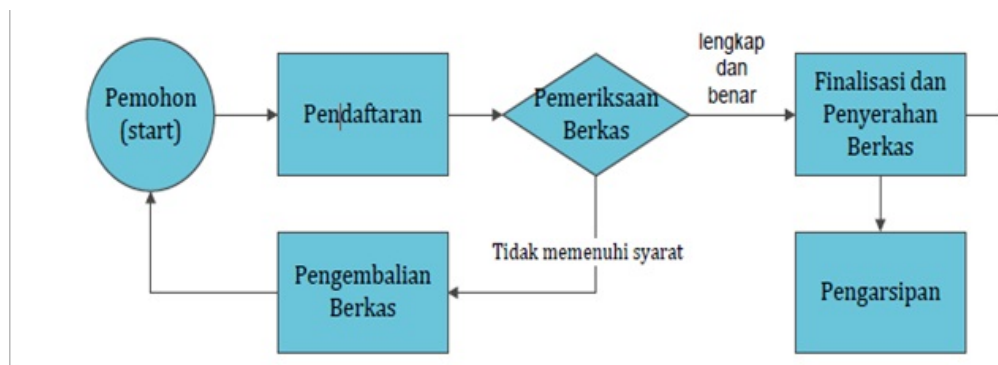 Pemohon
(start)
Pendaftaran
Pemeriksaan
Berkas
lengkap
dan
benar
Finalisasi dan
Penyerahan
Berkas
Tidak memenuhi syarat
Pengembalian
Berkas
Pengarsipan